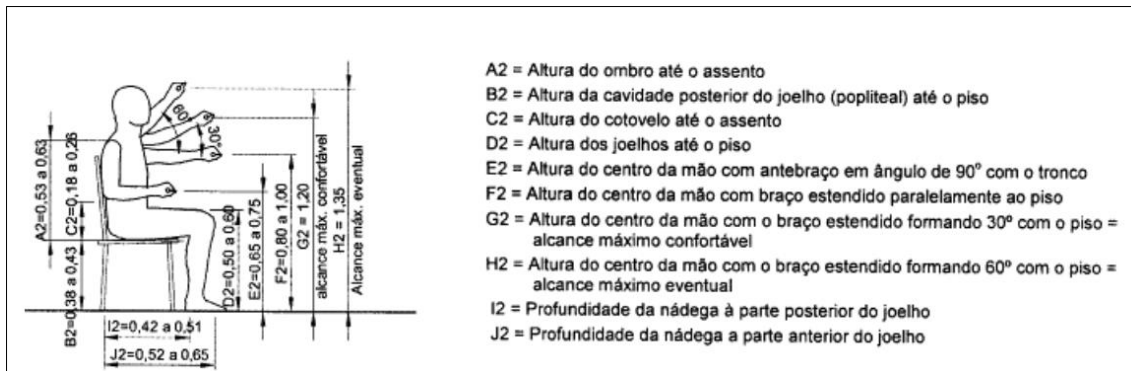 60°
30°
A2=0,53 a 0,63
C2=0,18 a 0,26
B2=0,38 a 0,43
D2=0,50 a 0,60
E2=0,65 a 0,75
F2=0,80 a 1,00
G2 = 1,20
alcance máx. confortável
H2 = 1,35
Alcance máx. eventual
I2=0,42 a 0,51
J2=0,52 a 0,65
A2 = Altura do ombro até o assento
B2 = Altura da cavidade posterior do joelho (popliteal) até o piso
C2 = Altura do cotovelo até o assento
D2 = Altura dos joelhos até o piso
E2 = Altura do centro da mão com antebraço em ângulo de 90° com o tronco
F2 = Altura do centro da mão com braço estendido paralelamente ao piso
G2 = Altura do centro da mão com o braço estendido formando 30º com o piso =
alcance máximo confortável
H2 = Altura do centro da mão com o braço estendido formando 60º com o piso =
alcance máximo eventual
I2 = Profundidade da nádega à parte posterior do joelho
J2 = Profundidade da nádega a parte anterior do joelho